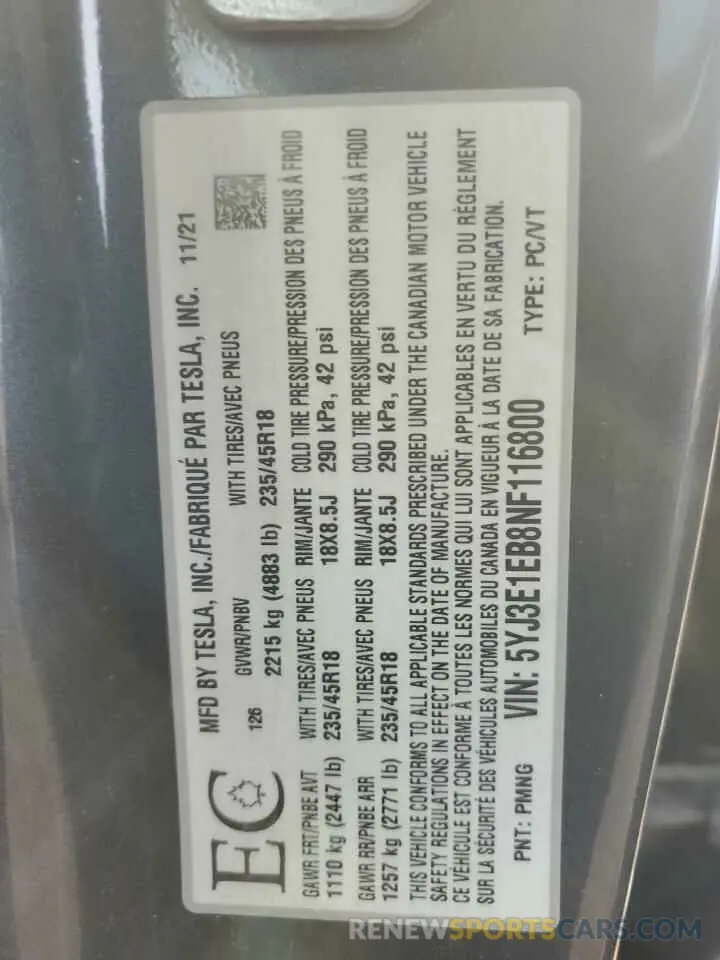 EC
MFD BY TESLA, INC./FABRIQUÉ PAR TESLA, INC. 11/21
126 GVWR/PNBV WITH TIRES/AVEC PNEUS
2215 kg (4883 lb) 235/45R18
GAWR FRT/PNBE AVT WITH TIRES/AVEC PNEUS RIM/JANTE COLD TIRE PRESSURE/PRESSION DES PNEUS À FROID
1110 kg (2447 lb) 235/45R18 18X8.5J 290 kPa, 42 psi
GAWR RR/PNBE ARR WITH TIRES/AVEC PNEUS RIM/JANTE COLD TIRE PRESSURE/PRESSION DES PNEUS À FROID
1257 kg (2771 lb) 235/45R18 18X8.5J 290 kPa, 42 psi
THIS VEHICLE CONFORMS TO ALL APPLICABLE STANDARDS PRESCRIBED UNDER THE CANADIAN MOTOR VEHICLE
SAFETY REGULATIONS IN EFFECT ON THE DATE OF MANUFACTURE.
CE VÉHICULE EST CONFORME À TOUTES LES NORMES QUI LUI SONT APPLICABLES EN VERTU DU RÈGLEMENT
SUR LA SÉCURITÉ DES VÉHICULES AUTOMOBILES DU CANADA EN VIGUEUR À LA DATE DE SA FABRICATION.
PNT: PMNG VIN: 5YJ3E1EB8NF116800 TYPE: PC/VT
RENEWSPORTSCARS.COM